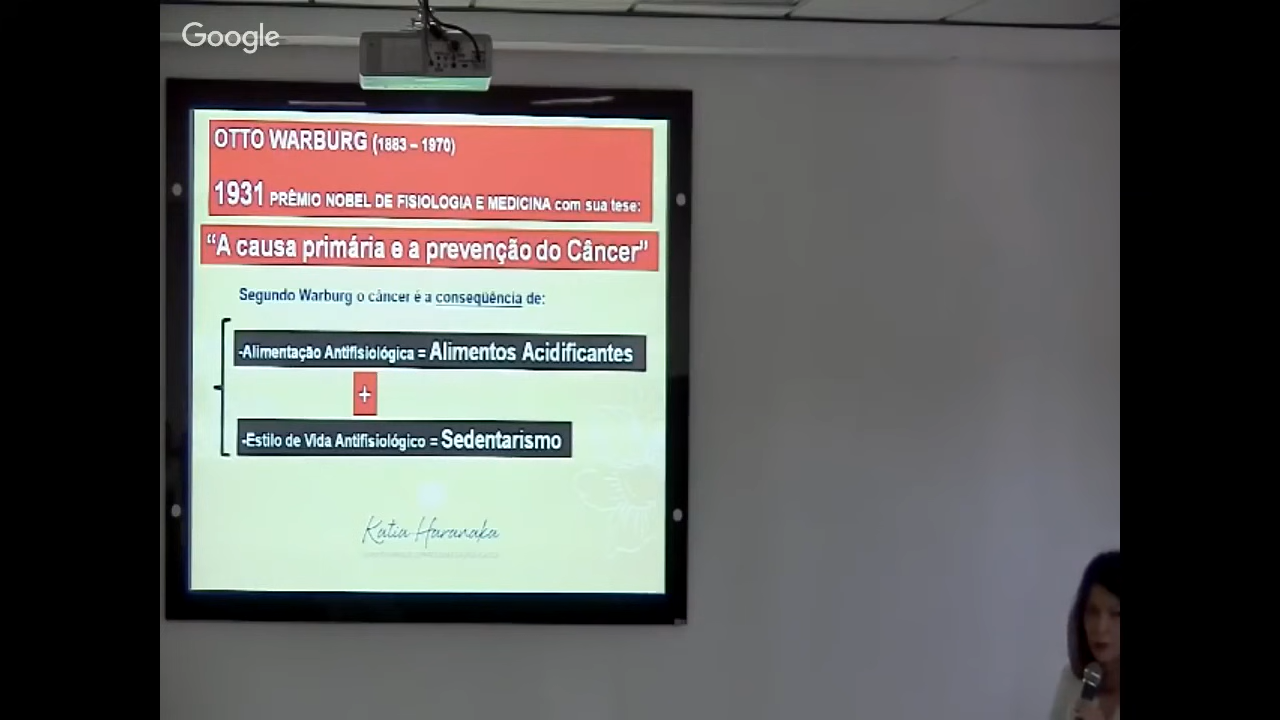 Google
OTTO WARBURG (1883 – 1970)
1931 PRÊMIO NOBEL DE FISIOLOGIA E MEDICINA com sua tese:
“A causa primária e a prevenção do Câncer”
Segundo Warburg o câncer é a conseqüência de:
-Alimentação Antifisiológica = Alimentos Acidificantes
+
-Estilo de Vida Antifisiológico = Sedentarismo
Katia Haranaka